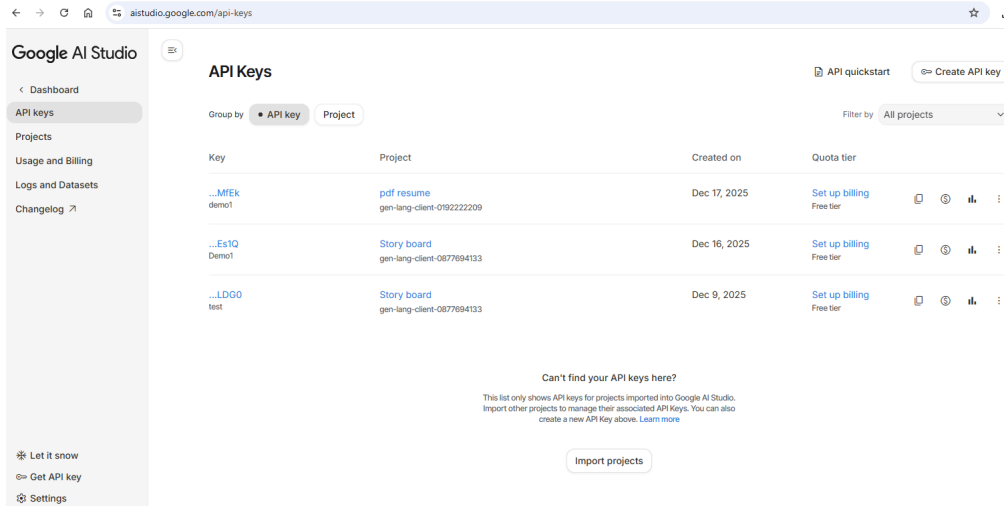 aistudio.google.com/api-keys
Google AI Studio
API Keys
API quickstart
Create API key
Dashboard
API keys
Projects
Usage and Billing
Logs and Datasets
Changelog
Group by
API key
Project
Filter by
All projects
Key
Project
Created on
Quota tier
...MfEk
demo1
pdf resume
gen-lang-client-0192222209
Dec 17, 2025
Set up billing
Free tier
...Es1Q
Demo1
Story board
gen-lang-client-0877694133
Dec 16, 2025
Set up billing
Free tier
...LDG0
test
Story board
gen-lang-client-0877694133
Dec 9, 2025
Set up billing
Free tier
Can't find your API keys here?
This list only shows API keys for projects imported into Google AI Studio.
Import other projects to manage their associated API Keys. You can also
create a new API Key above. Learn more
Import projects
Let it snow
Get API key
Settings